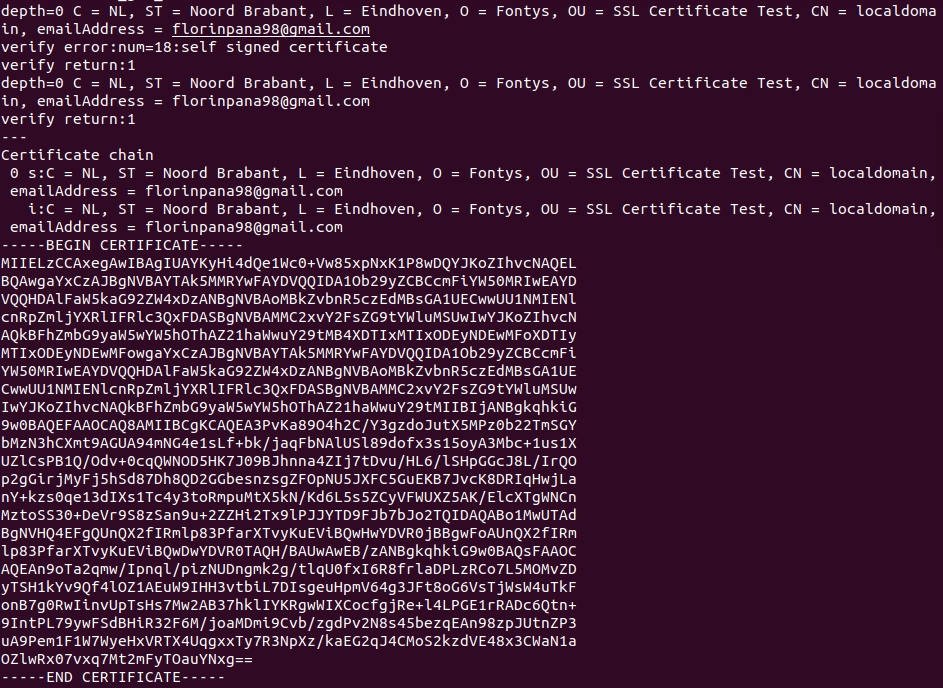 depth=0 C = NL, ST = Noord Brabant, L = Eindhoven, O = Fontys, OU = SSL Certificate Test, CN = localdoma
in, emailAddress = florinpana98@gmail.com
verify error:num=18:self signed certificate
verify return:1
depth=0 C = NL, ST = Noord Brabant, L = Eindhoven, O = Fontys, OU = SSL Certificate Test, CN = localdoma
in, emailAddress = florinpana98@gmail.com
verify return:1
---
Certificate chain
 0 s:C = NL, ST = Noord Brabant, L = Eindhoven, O = Fontys, OU = SSL Certificate Test, CN = localdomain,
 emailAddress = florinpana98@gmail.com
   i:C = NL, ST = Noord Brabant, L = Eindhoven, O = Fontys, OU = SSL Certificate Test, CN = localdomain,
 emailAddress = florinpana98@gmail.com
-----BEGIN CERTIFICATE-----
MIIELzCCAxegAwIBAgIUAYKyHi4dQe1Wc0+Vw85xpNxK1P8wDQYJKoZIhvcNAQEL
BQAwgaYxCzAJBgNVBAYTAk5MMRYwFAYDVQQIDA1Ob29yZCBCcmFiYW50MRIwEAYD
VQQHDAlFaW5kaG92ZW4xDzANBgNVBAoMBkZvbnR5czEdMBsGA1UECwwUU1NMIENl
cnRpZmljYXRlIFRlc3QxFDASBgNVBAMMC2xvY2FsZG9tYWluMSUwIwYJKoZIhvcN
AQkBFhZmbG9yaW5wYW5hOThAZ21haWwuY29tMB4XDTIxMTIxODEyNDEwMFoXDTIy
MTIxODEyNDEwMFowgaYxCzAJBgNVBAYTAk5MMRYwFAYDVQQIDA1Ob29yZCBCcmFi
YW50MRIwEAYDVQQHDAlFaW5kaG92ZW4xDzANBgNVBAoMBkZvbnR5czEdMBsGA1UE
CwwUU1NMIENlcnRpZmljYXRlIFRlc3QxFDASBgNVBAMMC2xvY2FsZG9tYWluMSUw
IwYJKoZIhvcNAQkBFhZmbG9yaW5wYW5hOThAZ21haWwuY29tMIIBIjANBgkqhkiG
9w0BAQEFAAOCAQ8AMIIBCgKCAQEA3PvKa89O4h2C/Y3gzdoJutX5MPz0b22TmSGY
bMzN3hCXmt9AGUA94mNG4e1sLf+bk/jaqFbNAlUSl89dofx3s15oyA3Mbc+1us1X
UZlCsPB1Q/Odv+0cqQWNOD5HK7J09BJhnna4ZIj7tDvu/HL6/lSHpGGcJ8L/IrQO
p2gGirjMyFj5hSd87Dh8QD2GGbesnzsgZFOpNU5JXFC5GuEKB7JvcK8DRIqHwjLa
nY+kzs0qe13dIXs1Tc4y3toRmpuMtX5kN/Kd6L5s5ZCyVFWUXZ5AK/ElcXTgWNCn
MztoSS30+DeVr9S8zSan9u+2ZZHi2Tx9lPJJYTD9FJb7bJo2TQIDAQABo1MwUTAd
BgNVHQ4EFgQUnQX2fIRmlp83PfarXTvyKuEViBQwHwYDVR0jBBgwFoAUnQX2fIRm
lp83PfarXTvyKuEViBQwDwYDVR0TAQH/BAUwAwEB/zANBgkqhkiG9w0BAQsFAAOC
AQEAn9oTa2qmw/Ipnql/pizNUDngmk2g/tlqU0fxI6R8frlaDPLzRCo7L5MOMvZD
yTSH1kYv9Qf4lOZ1AEuW9IHH3vtbiL7DIsgeuHpmV64g3JFt8oG6VsTjWsW4uTkF
onB7g0RwIinvUpTsHs7Mw2AB37hklIYKRgwWIXCocfgjRe+l4LPGE1rRADc6Qtn+
9IntPL79ywFSdBHiR32F6M/joaMDmi9Cvb/zgdPv2N8s45bezqEAn98zpJUtnZP3
uA9Pem1F1W7WyeHxVRTX4UqgxxTy7R3NpXz/kaEG2qJ4CMoS2kzdVE48x3CWaN1a
OZlwRx07vxq7Mt2mFyTOauYNxg==
-----END CERTIFICATE-----